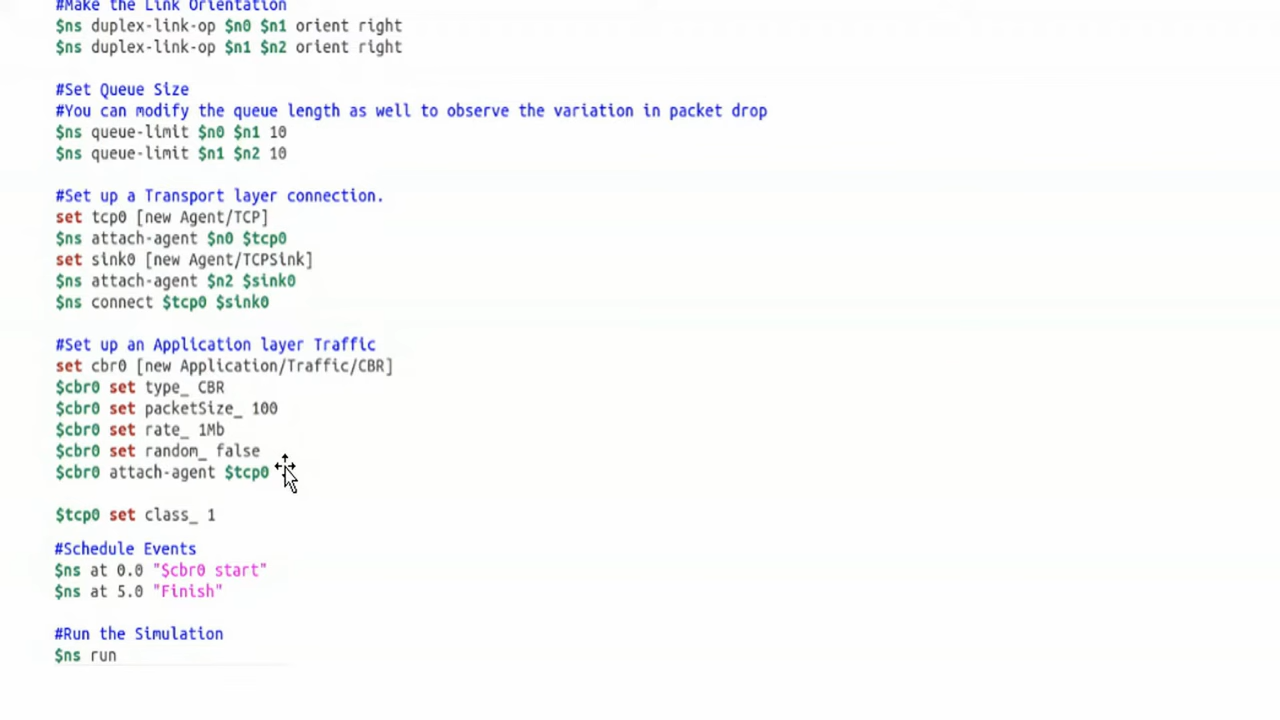 #Make the Link Orientation
$ns duplex-link-op $n0 $n1 orient right
$ns duplex-link-op $n1 $n2 orient right
#Set Queue Size
#You can modify the queue length as well to observe the variation in packet drop
$ns queue-limit $n0 $n1 10
$ns queue-limit $n1 $n2 10
#Set up a Transport layer connection.
set tcp0 [new Agent/TCP]
$ns attach-agent $n0 $tcp0
set sink0 [new Agent/TCPSink]
$ns attach-agent $n2 $sink0
$ns connect $tcp0 $sink0
#Set up an Application layer Traffic
set cbr0 [new Application/Traffic/CBR]
$cbr0 set type_ CBR
$cbr0 set packetSize_ 100
$cbr0 set rate_ 1Mb
$cbr0 set random_ false
$cbr0 attach-agent $tcp0
$tcp0 set class_ 1
#Schedule Events
$ns at 0.0 "$cbr0 start"
$ns at 5.0 "Finish"
#Run the Simulation
$ns run